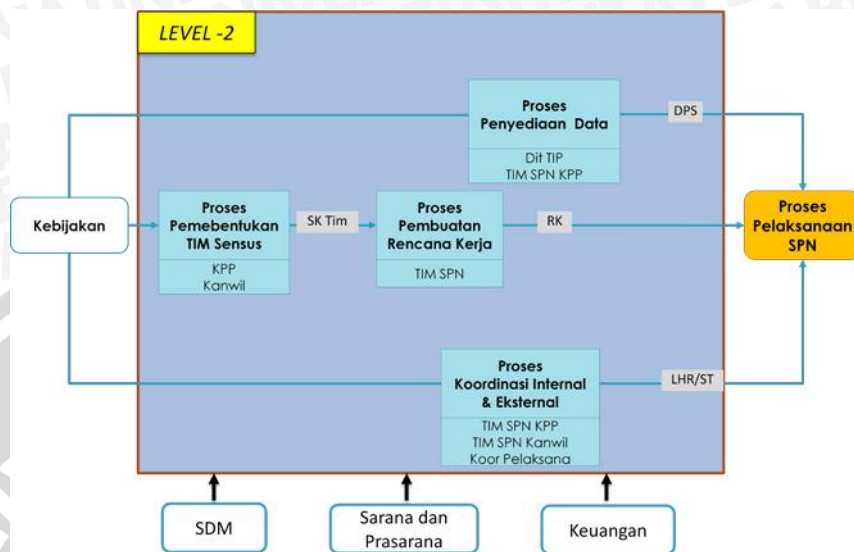 LEVEL -2
Proses
Penyediaan Data
Dit TIP
TIM SPN KPP
DPS
Kebijakan
Proses
Pemebentukan
TIM Sensus
KPP
Kanwil
SK Tim
Proses
Pembuatan
Rencana Kerja
TIM SPN
RK
Proses
Pelaksanaan
SPN
Proses
Koordinasi Internal
& Eksternal
TIM SPN KPP
TIM SPN Kanwil
Koor Pelaksana
LHR/ST
SDM
Sarana dan
Prasarana
Keuangan